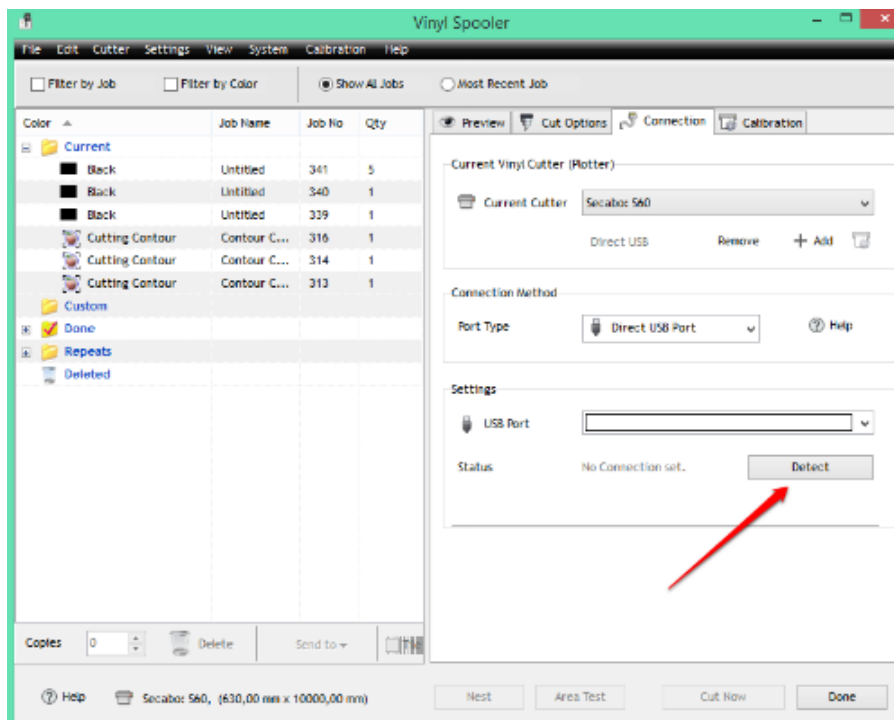 Vinyl Spooler
File Edit Cutter Settings View System Calibration Help
Filter by Job Filter by Color Show All Jobs Most Recent Job
Color Job Name Job No Qty
Current
Black Untitled 341 5
Black Untitled 340 1
Black Untitled 339 1
Cutting Contour Contour C... 316 1
Cutting Contour Contour C... 314 1
Cutting Contour Contour C... 313 1
Custom
Done
Repeats
Deleted
Preview Cut Options Connection Calibration
Current Vinyl Cutter (Plotter)
Current Cutter Secabo: S60
Direct USB Remove + Add
Connection Method
Port Type Direct USB Port Help
Settings
USB Port
Status No Connection set. Detect
Copies 0 Delete Send to
Help Secabo: S60, (630,00 mm x 10000,00 mm) Nest Area Test Cut Now Done